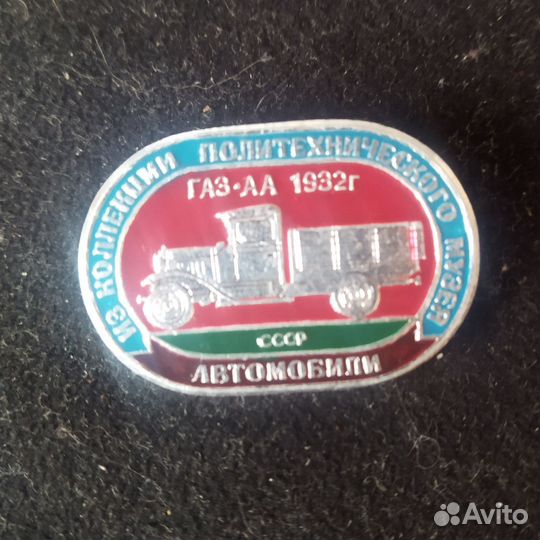 ИЗ КОЛЛЕКЦИИ ПОЛИТЕХНИЧЕСКОГО МУЗЕЯ
ГАЗ-АА 1932г
СССР
АВТОМОБИЛИ
Avito